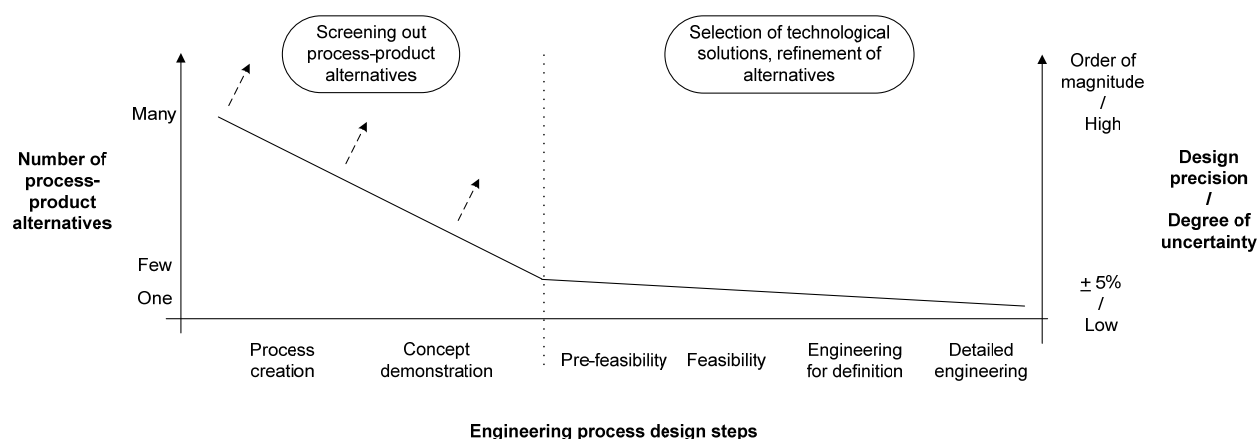 Screening out
process-product
alternatives
Selection of technological
solutions, refinement of
alternatives
Order of
magnitude
/
High
Many
Number of
process-
product
alternatives
Design
precision
/
Degree of
uncertainty
Few
One
± 5%
/
Low
Process
creation
Concept
demonstration
Pre-feasibility
Feasibility
Engineering
for definition
Detailed
engineering
Engineering process design steps